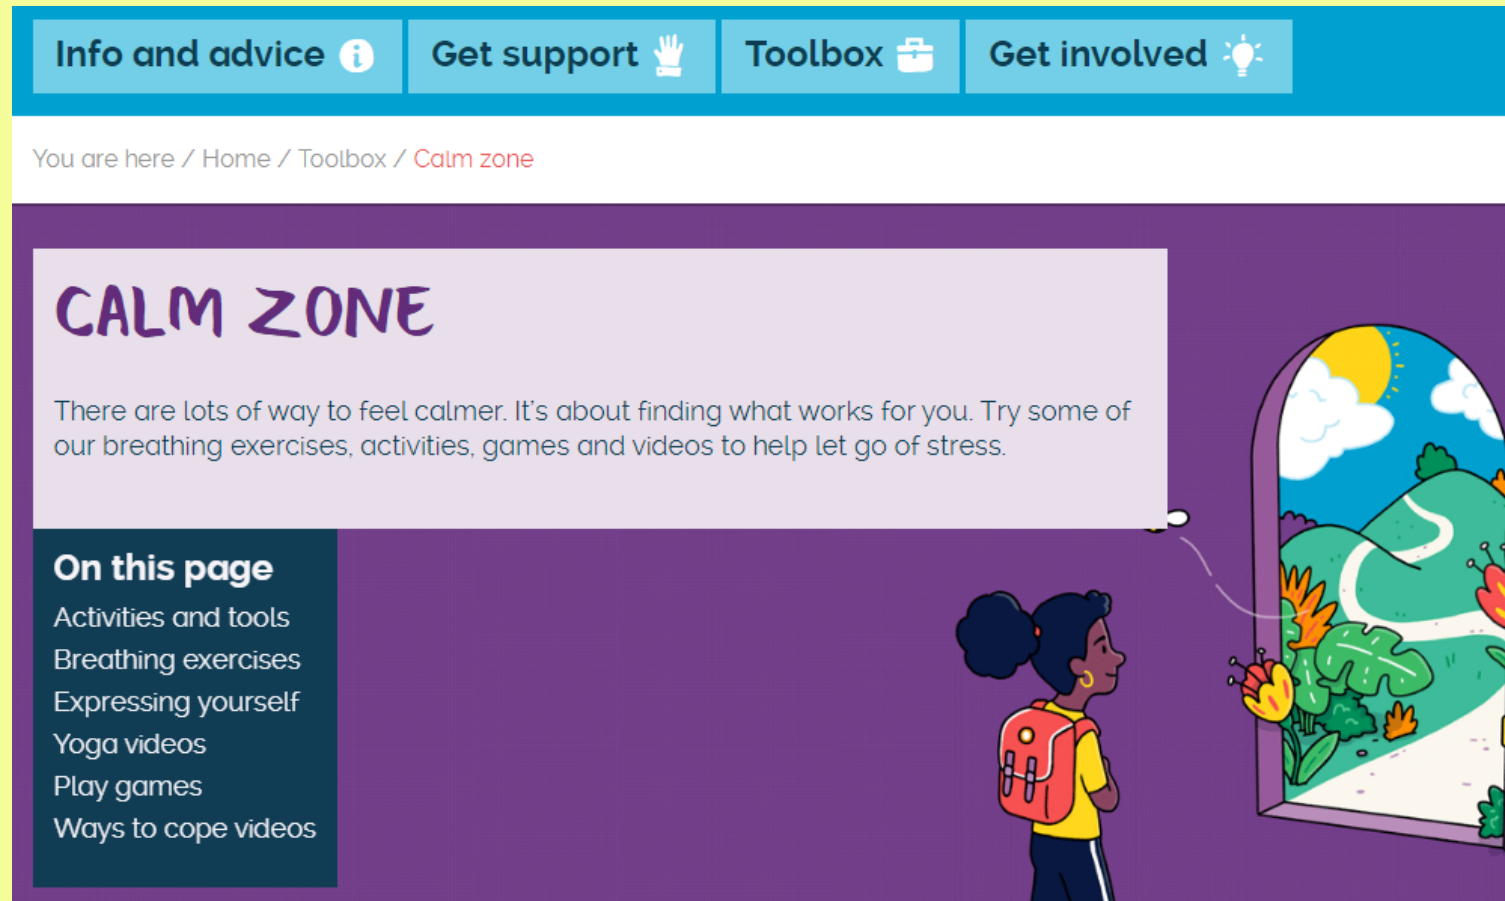 Info and advice
Get support
Toolbox
Get involved
You are here / Home / Toolbox / Calm zone
CALM ZONE
There are lots of way to feel calmer. It's about finding what works for you. Try some of
our breathing exercises, activities, games and videos to help let go of stress.
On this page
Activities and tools
Breathing exercises
Expressing yourself
Yoga videos
Play games
Ways to cope videos